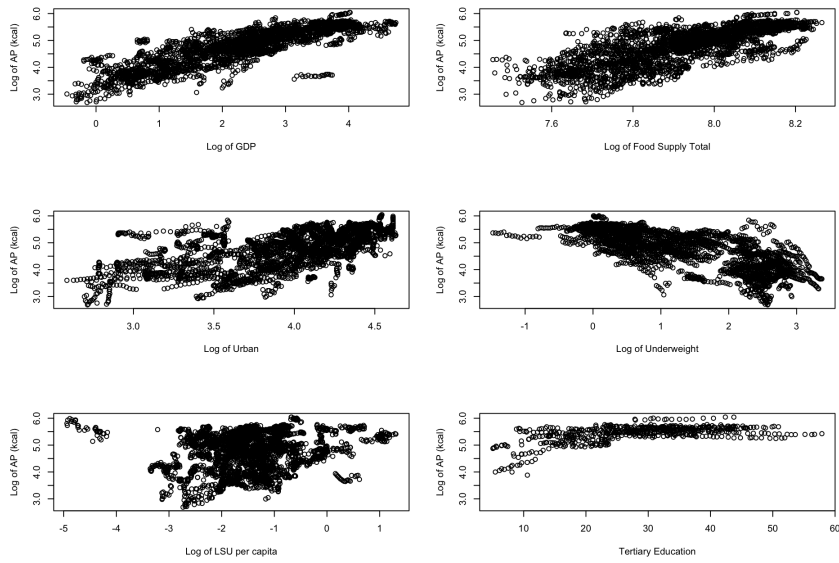 Log of AP (kcal)
3.0 4.0 5.0 6.0
0 1 2 3 4
Log of GDP
Log of AP (kcal)
3.0 4.0 5.0 6.0
7.6 7.8 8.0 8.2
Log of Food Supply Total
Log of AP (kcal)
3.0 4.0 5.0 6.0
3.0 3.5 4.0 4.5
Log of Urban
Log of AP (kcal)
3.0 4.0 5.0 6.0
-1 0 1 2 3
Log of Underweight
Log of AP (kcal)
3.0 4.0 5.0 6.0
-5 -4 -3 -2 -1 0 1
Log of LSU per capita
Log of AP (kcal)
3.0 4.0 5.0 6.0
10 20 30 40 50 60
Tertiary Education